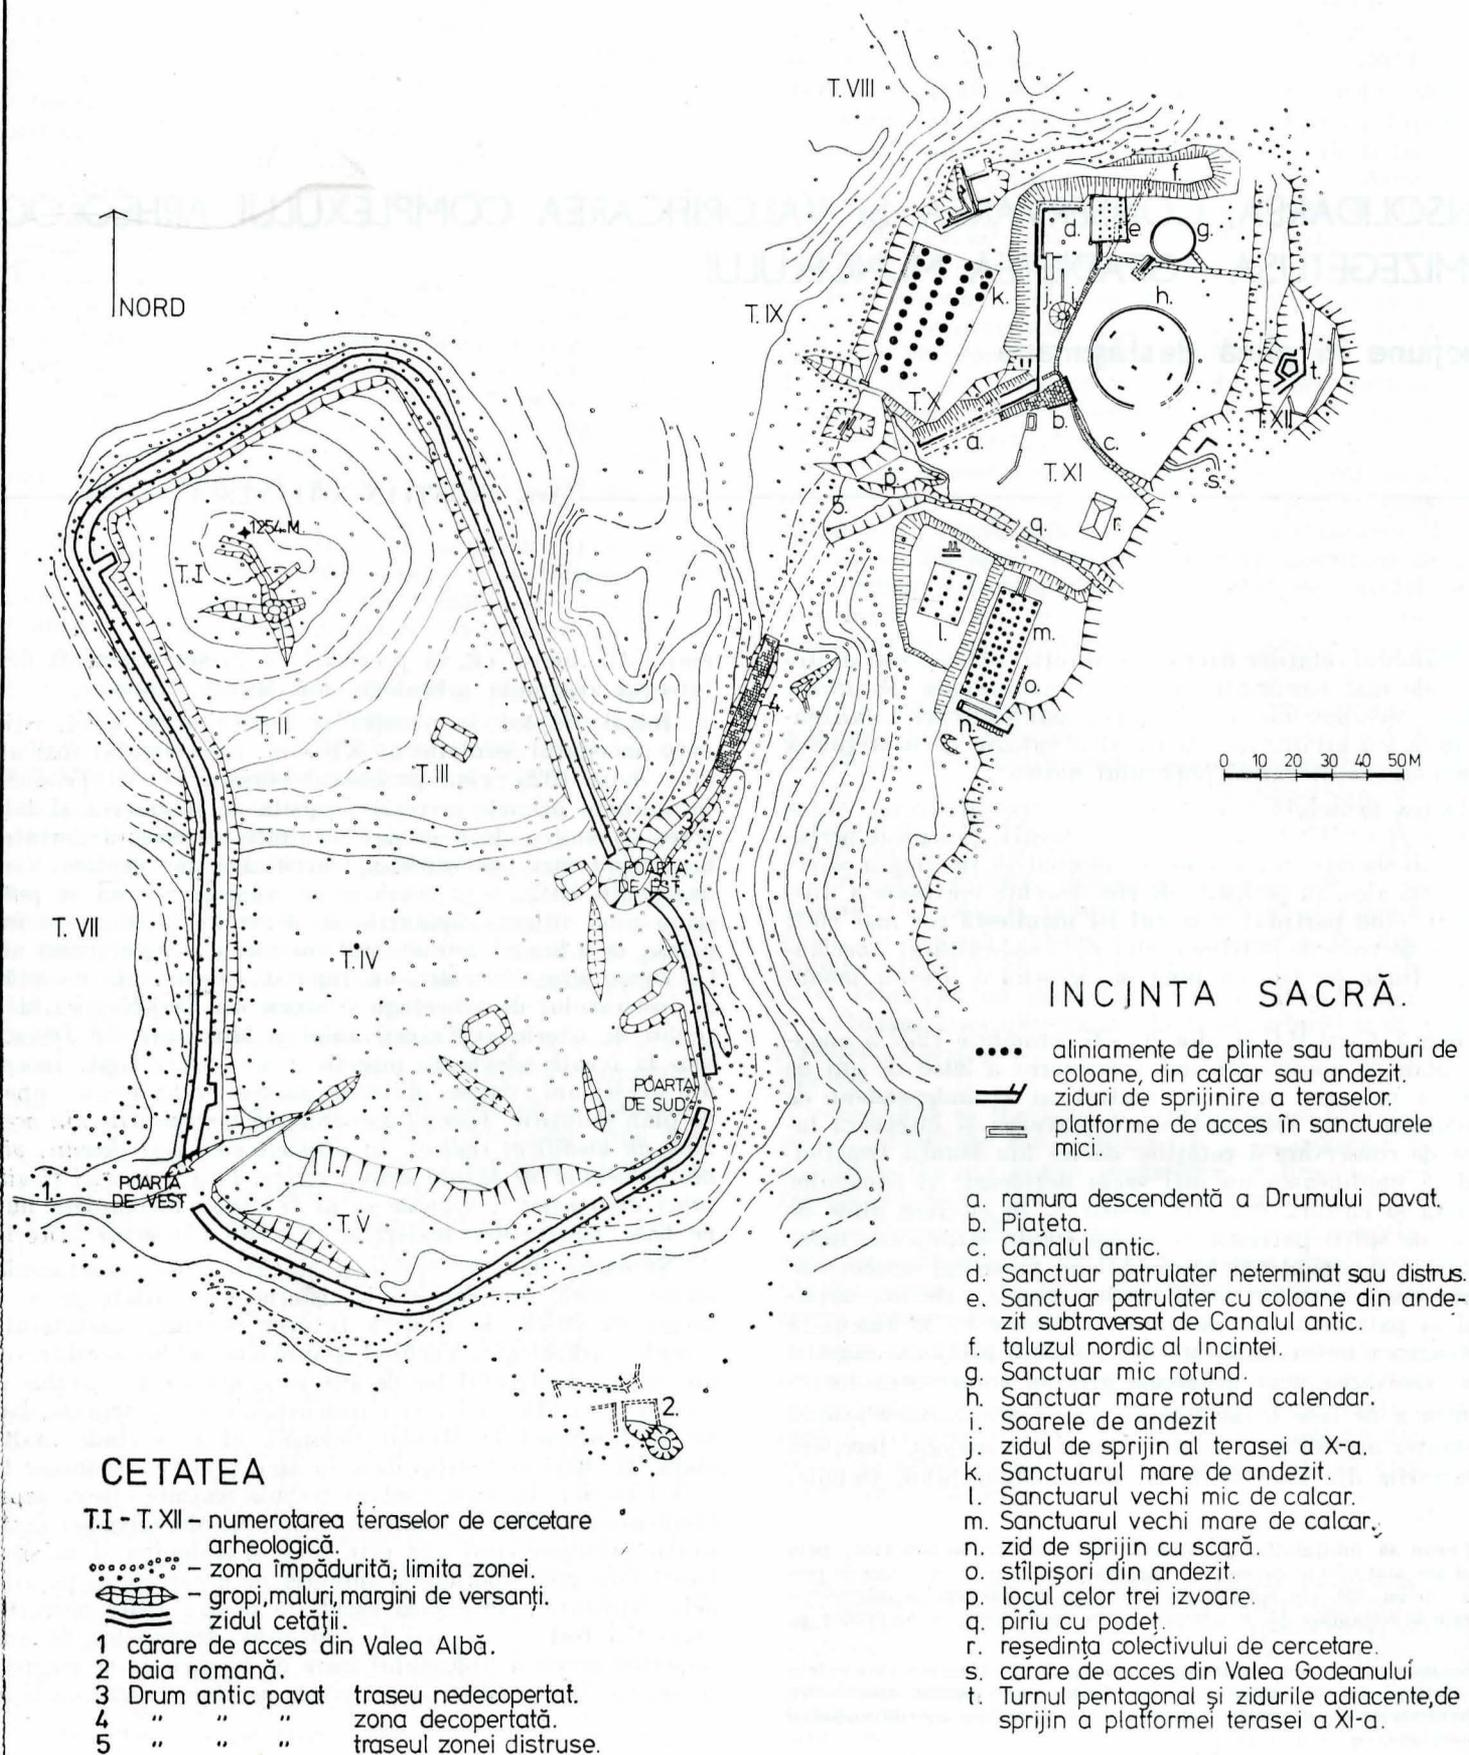 T. VIII
NORD
T. IX
f.
d.
e
g.
k.
j.
i.
h.
t.
T. X
T.XII
a.
b.
c.
T. XI
s.
p.
5.
q.
r.
1254 M.
T. I
l.
m.
o.
n.
4.
T. II
T. III
0 10 20 30 40 50M
3.
POARTA
DE EST.
T. VII
T. IV
POARTA
DE SUD.
1.
POARTA
DE VEST
T. V
2.
INCINTA SACRĂ.
aliniamente de plinte sau tamburi de
coloane, din calcar sau andezit.
ziduri de sprijinire a teraselor.
platforme de acces în sanctuarele
mici.
a. ramura descendentă a Drumului pavat.
b. Piațeta.
c. Canalul antic.
d. Sanctuar patrulater neterminat sau distrus.
e. Sanctuar patrulater cu coloane din ande-
zit subtraversat de Canalul antic.
f. taluzul nordic al Incintei.
g. Sanctuar mic rotund.
h. Sanctuar mare rotund calendar.
i. Soarele de andezit
j. zidul de sprijin al terasei a X-a.
k. Sanctuarul mare de andezit.
l. Sanctuarul vechi mic de calcar.
m. Sanctuarul vechi mare de calcar.
n. zid de sprijin cu scară.
o. stîlpișori din andezit.
p. locul celor trei izvoare.
q. pîrîu cu podeț.
r. reședința colectivului de cercetare.
s. cărare de acces din Valea Godeanului
t. Turnul pentagonal și zidurile adiacente, de
sprijin a platformei terasei a XI-a.
CETATEA
T.I - T. XII - numerotarea teraselor de cercetare
arheologică.
- zona împădurită; limita zonei.
- gropi, maluri, margini de versanți.
- zidul cetății.
1 cărare de acces din Valea Albă.
2 baia romană.
3 Drum antic pavat traseu nedecopertat.
4 " " " zona decopertată.
5 " " " traseul zonei distruse.